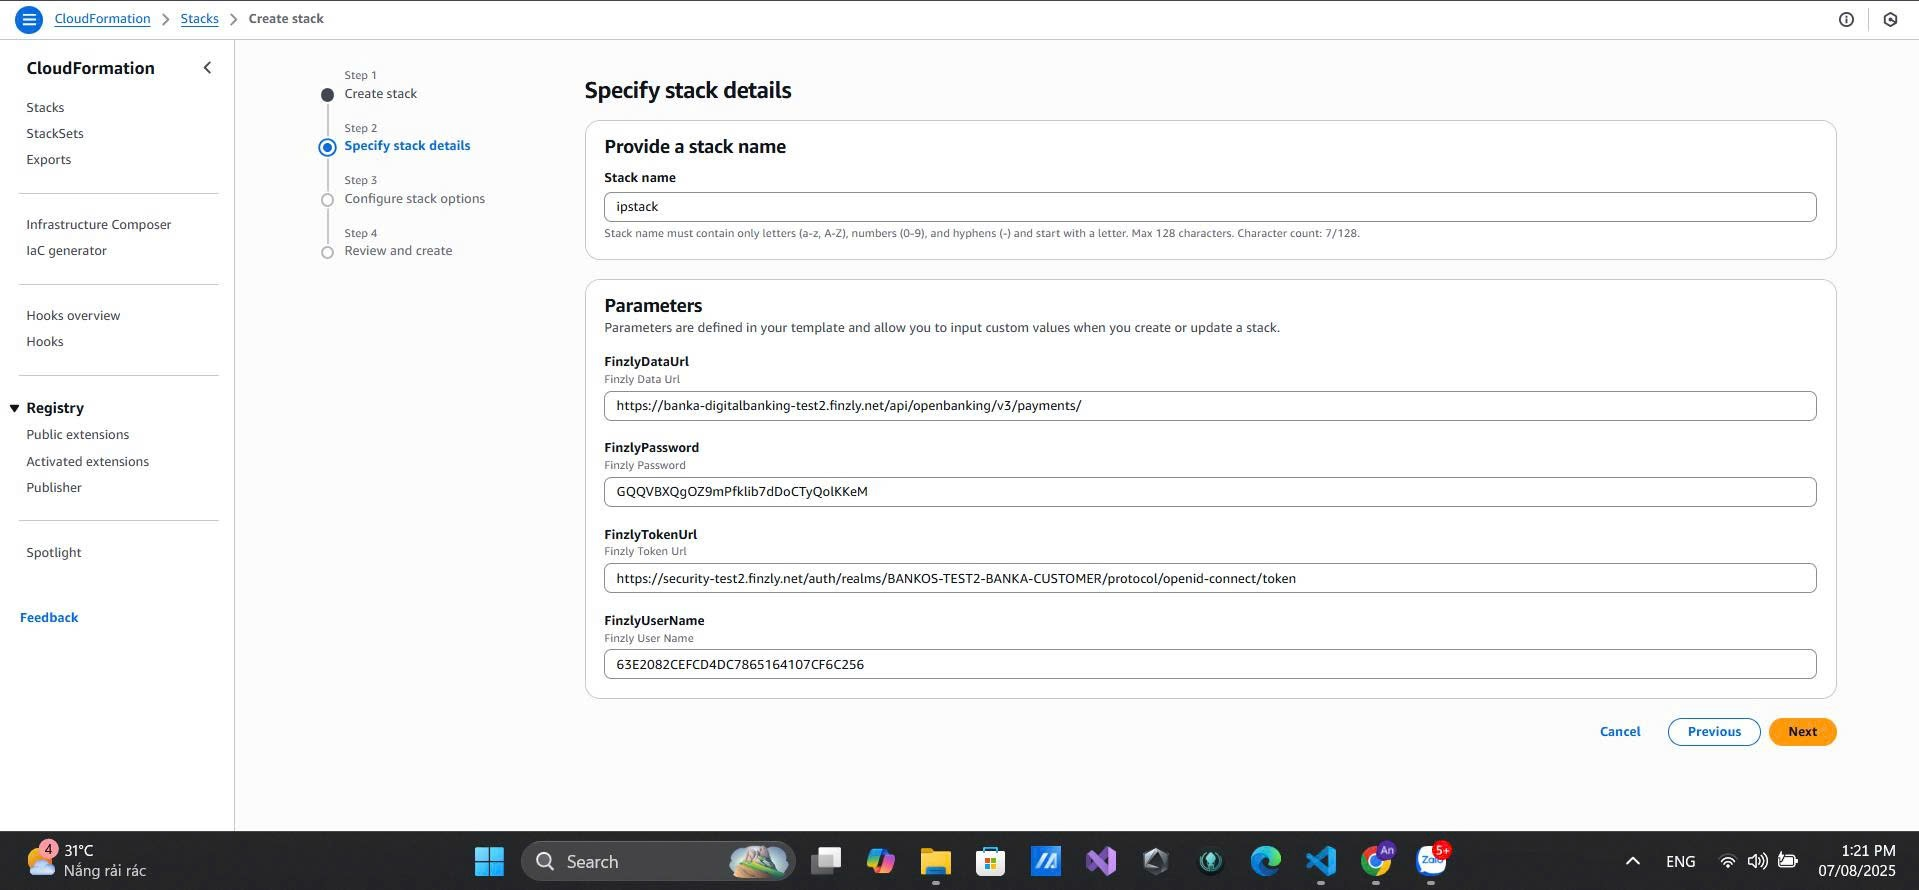 CloudFormation > Stacks > Create stack
CloudFormation
Stacks
StackSets
Exports
Infrastructure Composer
IaC generator
Hooks overview
Hooks
Registry
Public extensions
Activated extensions
Publisher
Spotlight
Feedback
Step 1
Create stack
Step 2
Specify stack details
Step 3
Configure stack options
Step 4
Review and create
Specify stack details
Provide a stack name
Stack name
ipstack
Stack name must contain only letters (a-z, A-Z), numbers (0-9), and hyphens (-) and start with a letter. Max 128 characters. Character count: 7/128.
Parameters
Parameters are defined in your template and allow you to input custom values when you create or update a stack.
FinzlyDataUrl
Finzly Data Url
https://banka-digitalbanking-test2.finzly.net/api/openbanking/v3/payments/
FinzlyPassword
Finzly Password
GQQVBXQgOZ9mPfklib7dDoCTyQolKKeM
FinzlyTokenUrl
Finzly Token Url
https://security-test2.finzly.net/auth/realms/BANKOS-TEST2-BANKA-CUSTOMER/protocol/openid-connect/token
FinzlyUserName
Finzly User Name
63E2082CEFCD4DC7865164107CF6C256
Cancel
Previous
Next
4
31°C
Nắng rải rác
Search
An
Zalo
5+
ENG
1:21 PM
07/08/2025